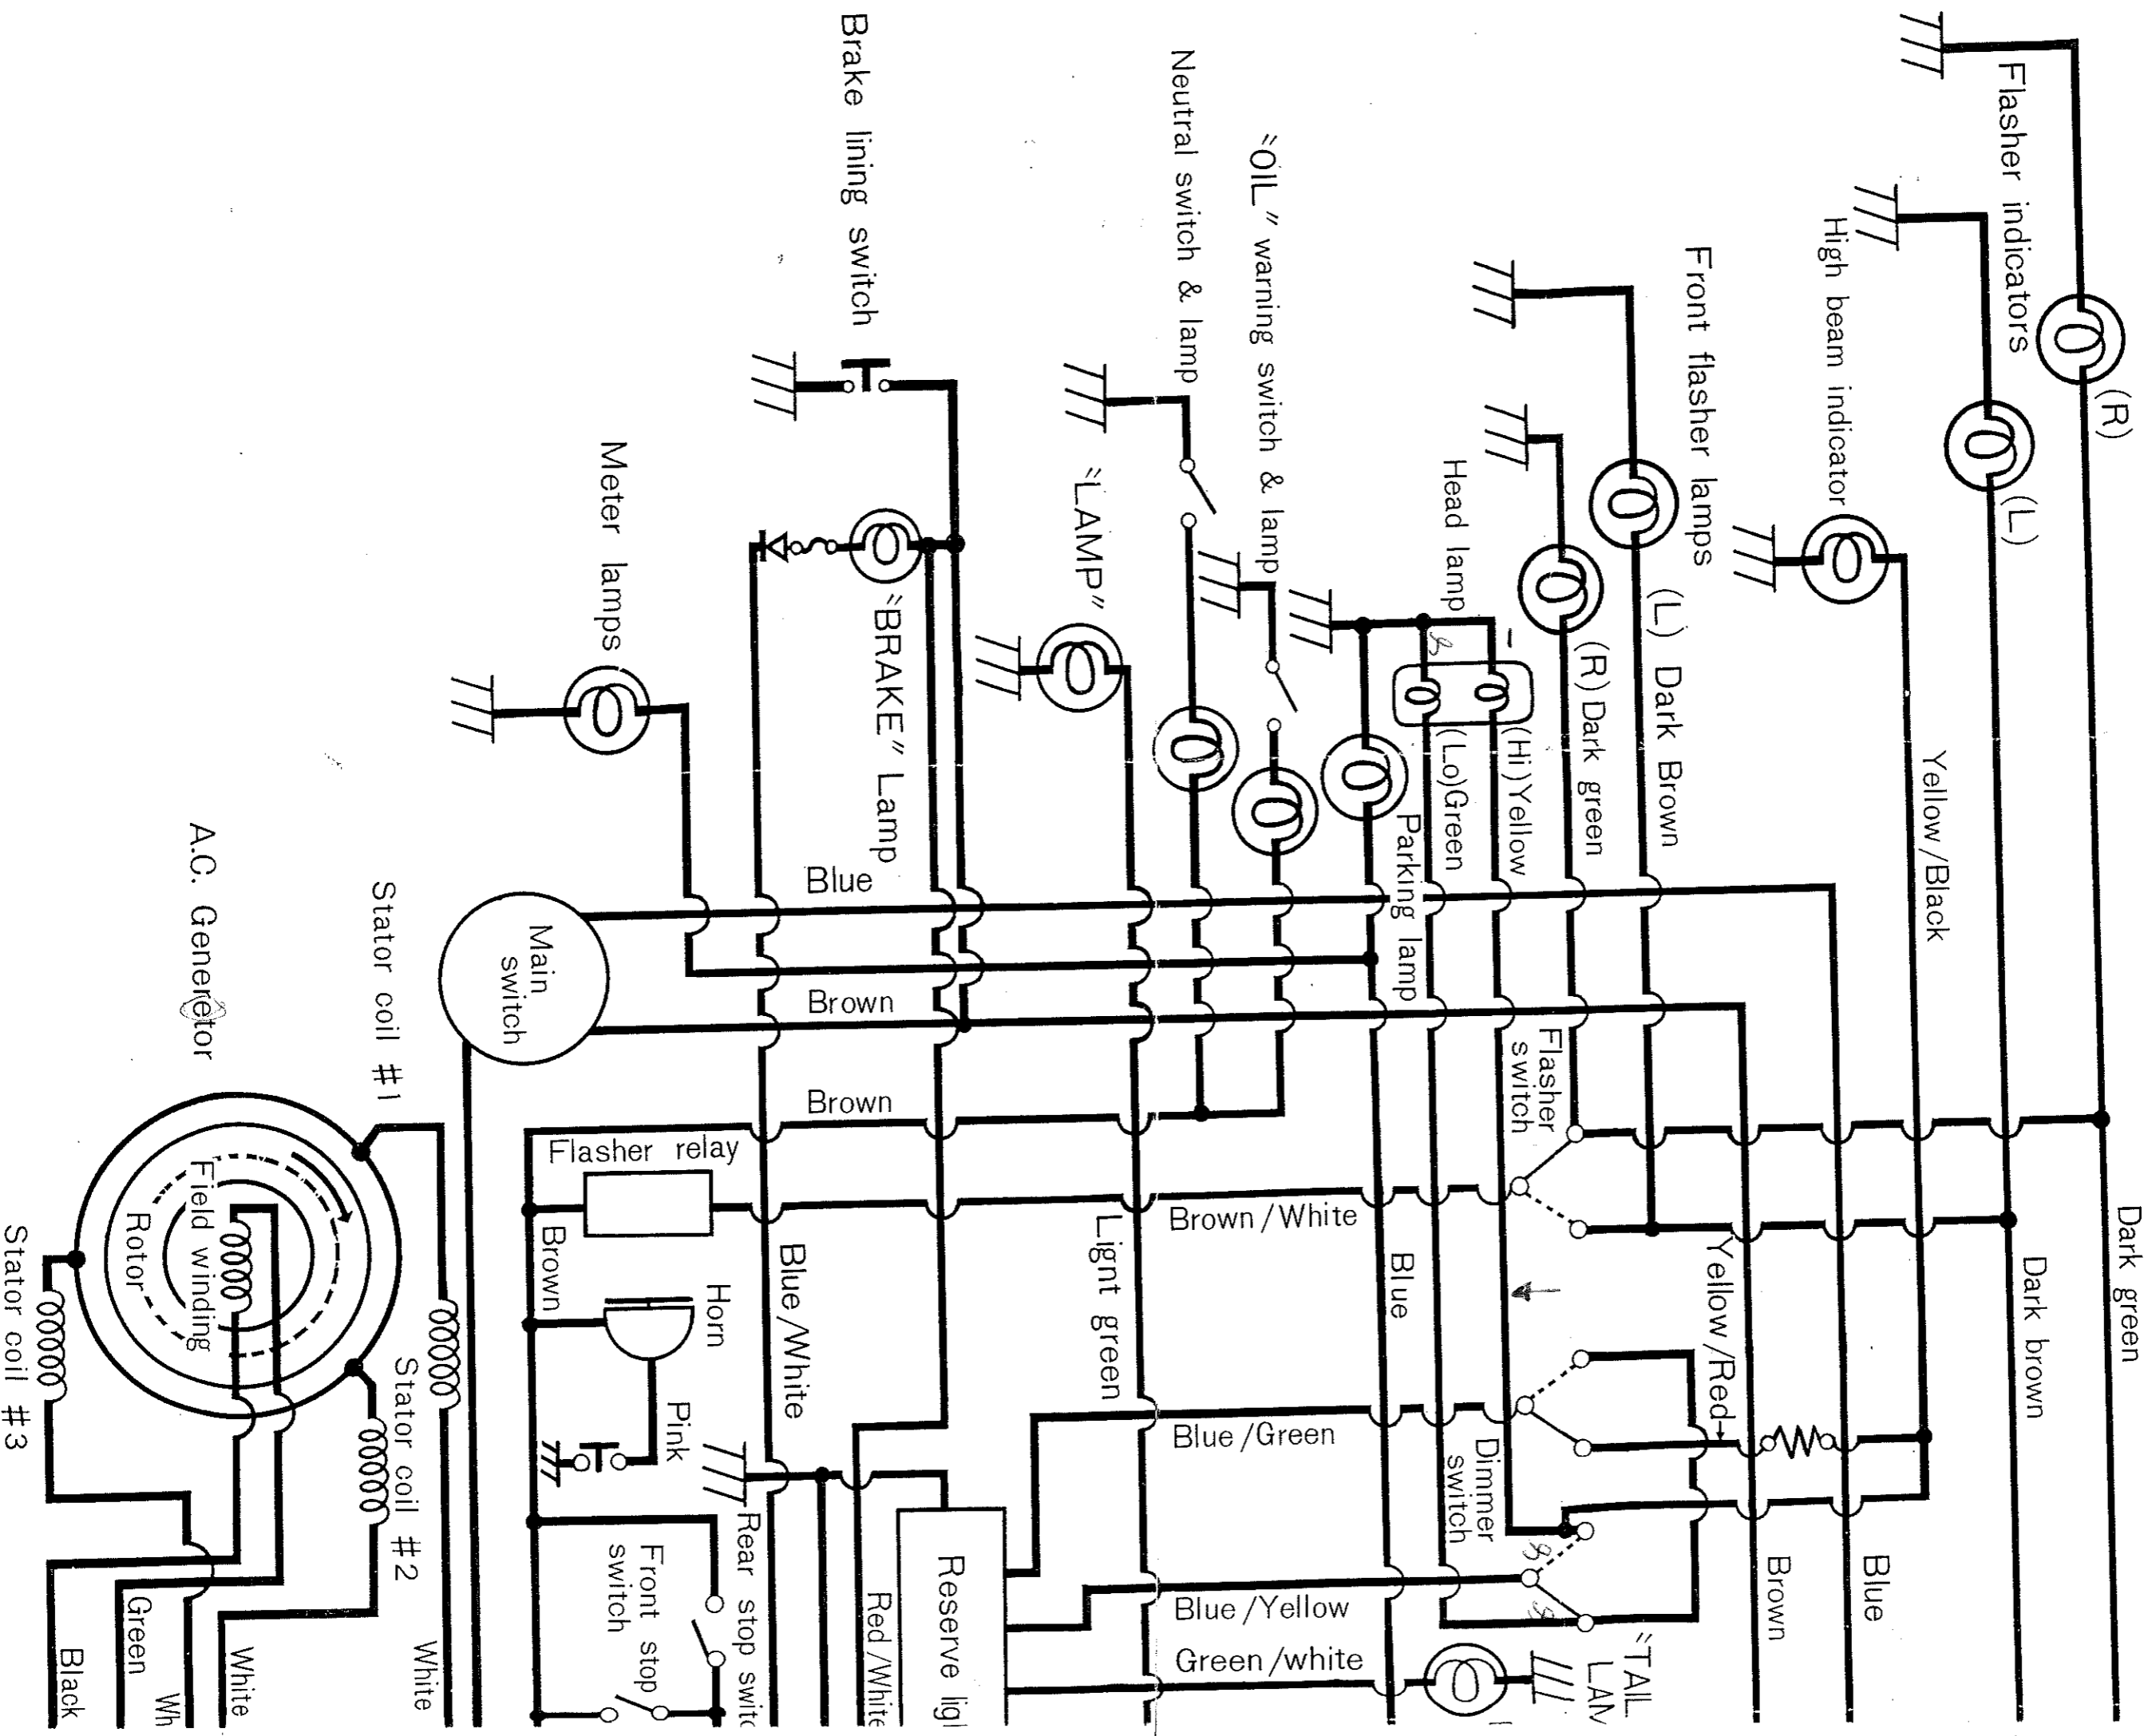 Flasher indicators
(R)
(L)
High beam indicator
Yellow/Black
Dark green
Dark brown
Front flasher lamps
(L) Dark Brown
(R) Dark green
Head lamp
(Hi) Yellow
(Lo) Green
Parking lamp
"OIL" warning switch & lamp
Neutral switch & lamp
"LAMP"
Brake lining switch
"BRAKE" Lamp
Meter lamps
Blue
Brown
Brown
Main
switch
Flasher
switch
Flasher relay
Brown/White
Brown
Blue/White
Lignt green
Blue
Yellow/Red
Blue
Brown
Horn
Pink
Blue/Green
Dimmer
switch
Blue/Yellow
Green/white
"TAIL
LAM
Reserve lig
Red/White
Rear stop switc
Front stop
switch
A.C. Generetor
Stator coil #1
Stator coil #2
Stator coil #3
Field winding
Rotor
White
White
Wh
Green
Black